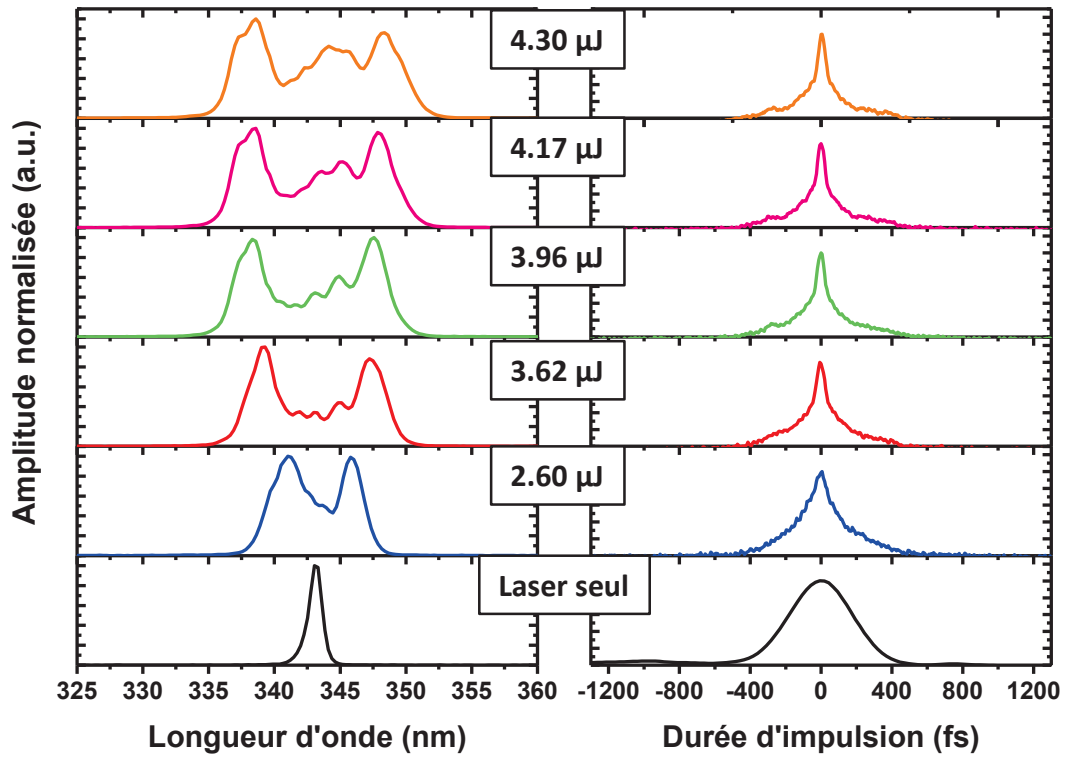 Amplitude normalisée (a.u.)
4.30 µJ
4.17 µJ
3.96 µJ
3.62 µJ
2.60 µJ
Laser seul
325 330 335 340 345 350 355 360
-1200 -800 -400 0 400 800 1200
Longueur d'onde (nm)
Durée d'impulsion (fs)